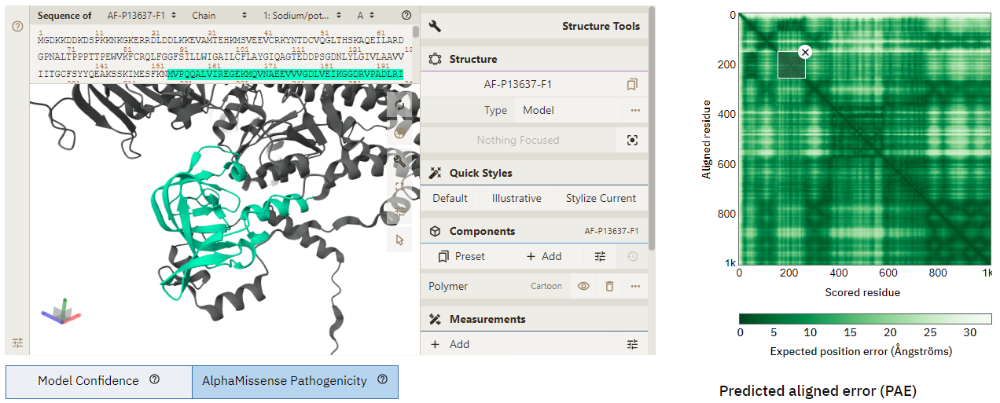 Sequence of AF-P13637-F1 Chain 1: Sodium/pot... A
1 11 21 31 41 51 61
MGDKKDDKDSPKKNKGKERRDLDDLKKEVAMTEHKMSVEEVCRKYNTDCVQGLTHSKAQEILARD
71 81 91 101 111 121 13
GPNALTPPPTTPEWVKFCRQLFGGFSILLWIGAILCFLAYGIQAGTEDDPSGDNLYLGIVLAAVV
141 151 161 171 181 191
IITGCFSYYQEAKSSKIMESFKNMVPQQALVIREGEKMQVNAEEVVVGDLVEIKGGDRVPADLRI
Structure Tools
Structure
AF-P13637-F1
Type Model
Nothing Focused
Quick Styles
Default Illustrative Stylize Current
Components AF-P13637-F1
Preset + Add
Polymer Cartoon
Measurements
+ Add
Model Confidence ?
AlphaMissense Pathogenicity ?
0
200
400
600
800
1k
Aligned residue
0 200 400 600 800 1k
Scored residue
0 5 10 15 20 25 30
Expected position error (Ångströms)
Predicted aligned error (PAE)